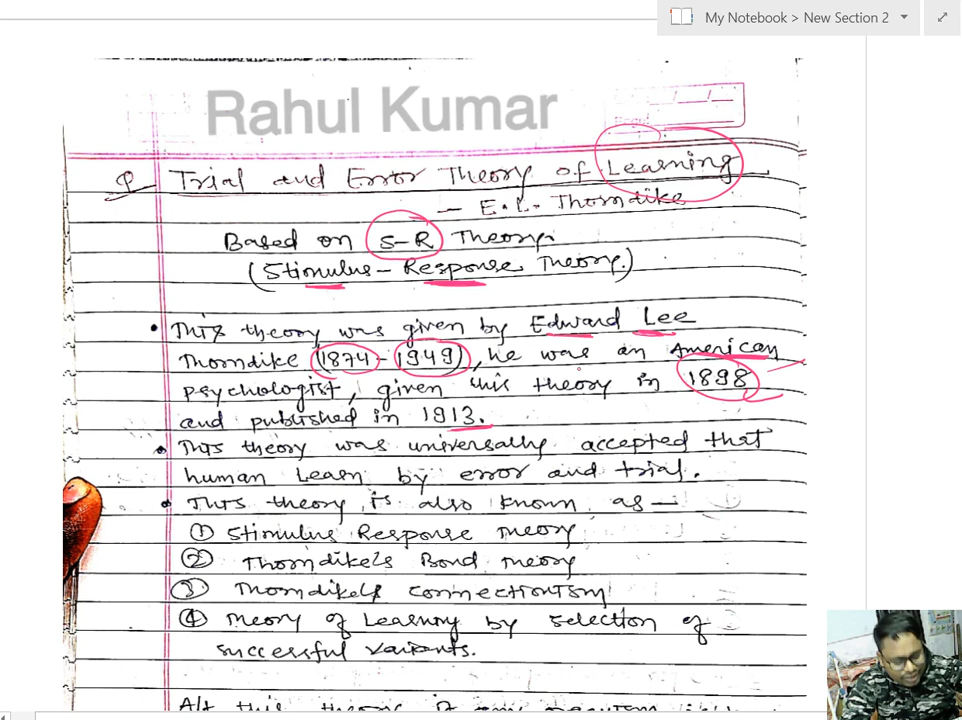 My Notebook > New Section 2
Rahul Kumar
Trial and Error Theory of Learning
- E.L. Thorndike
Based on S-R Theory.
(Stimulus - Response Theory.)
• This theory was given by Edward Lee
Thorndike (1874 - 1949), he was an American
psychologist, given this theory in 1898
and published in 1913.
• This theory was universally accepted that
human learn by error and trial.
• This theory is also known as —
① Stimulus Response Theory
② Thorndike's Bond Theory
③ Thorndike's connectionism
④ Theory of Learning by selection of
successful variants.